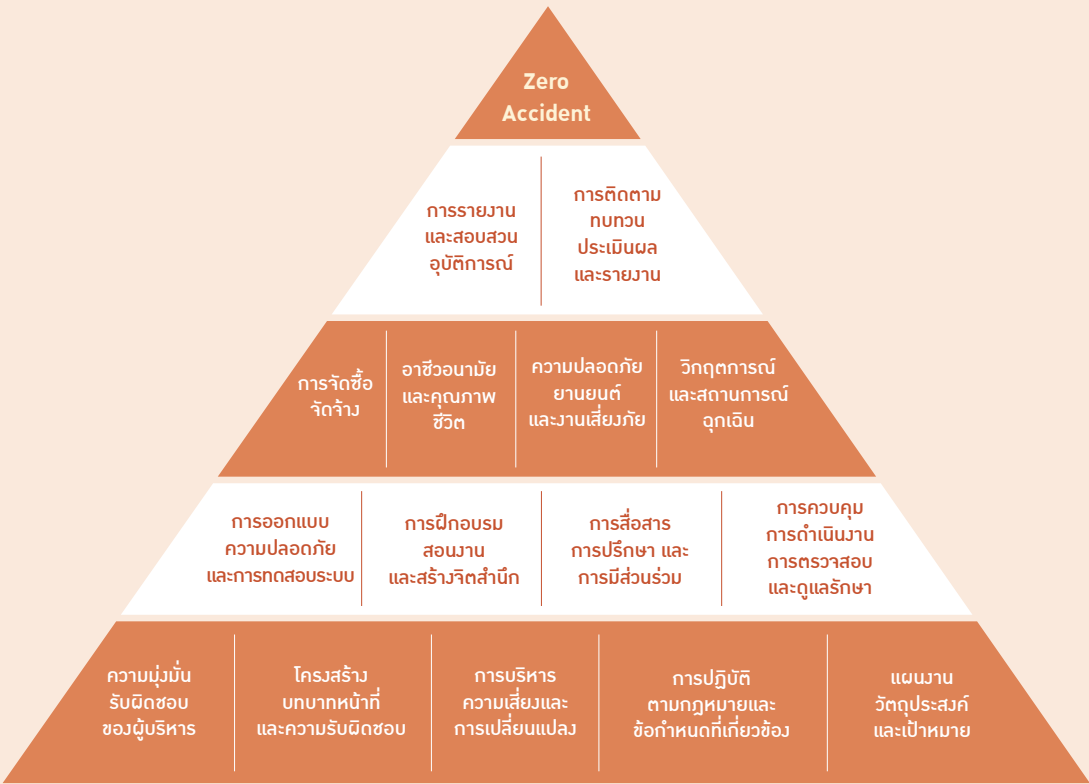 Zero
Accident
การรายงาน
และสอบสวน
อุบัติการณ์
การติดตาม
ทบทวน
ประเมินผล
และรายงาน
การจัดซื้อ
จัดจ้าง
อาชีวอนามัย
และคุณภาพ
ชีวิต
ความปลอดภัย
ยานยนต์
และงานเสี่ยงภัย
วิกฤตการณ์
และสถานการณ์
ฉุกเฉิน
การออกแบบ
ความปลอดภัย
และการทดสอบระบบ
การฝึกอบรม
สอนงาน
และสร้างจิตสำนึก
การสื่อสาร
การปรึกษา และ
การมีส่วนร่วม
การควบคุม
การดำเนินงาน
การตรวจสอบ
และดูแลรักษา
ความมุ่งมั่น
รับผิดชอบ
ของผู้บริหาร
โครงสร้าง
บทบาทหน้าที่
และความรับผิดชอบ
การบริหาร
ความเสี่ยงและ
การเปลี่ยนแปลง
การปฏิบัติ
ตามกฎหมายและ
ข้อกำหนดที่เกี่ยวข้อง
แผนงาน
วัตถุประสงค์
และเป้าหมาย